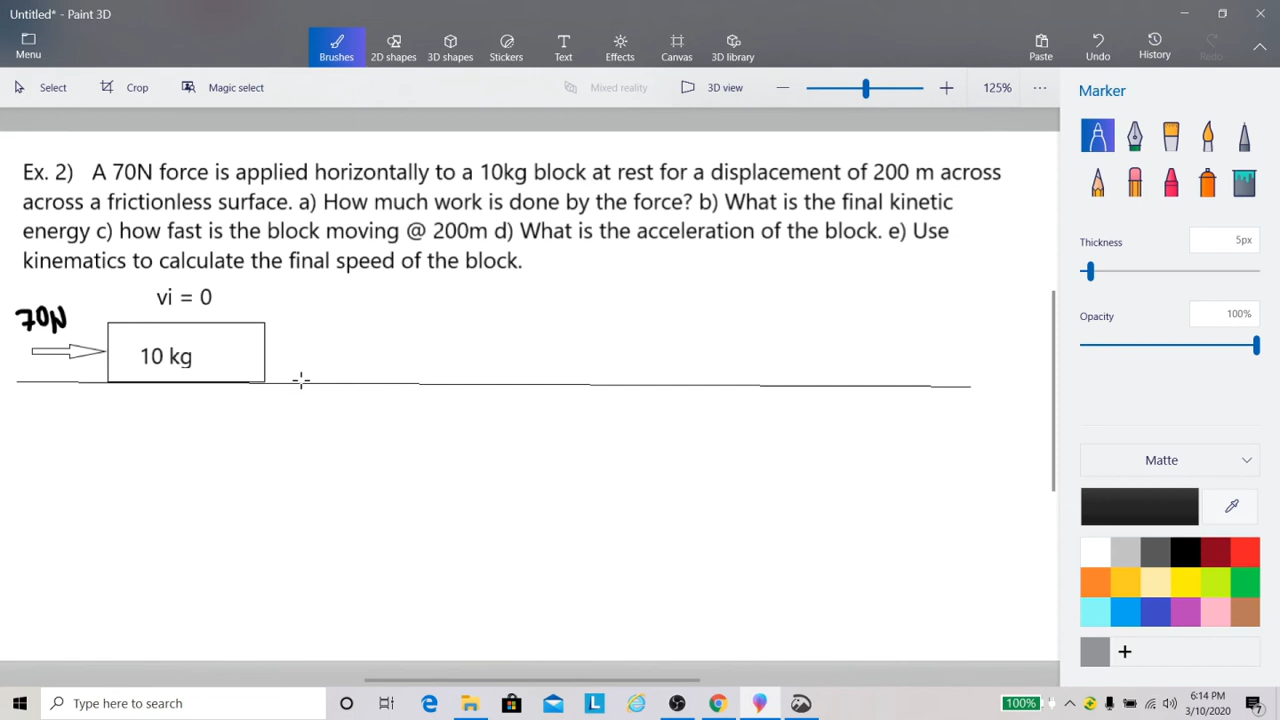 Untitled* - Paint 3D
Menu
Brushes
2D shapes
3D shapes
Stickers
Text
Effects
Canvas
3D library
Paste
Undo
History
Redo
Select
Crop
Magic select
Mixed reality
3D view
125%
Marker
Ex. 2) A 70N force is applied horizontally to a 10kg block at rest for a displacement of 200 m across
across a frictionless surface. a) How much work is done by the force? b) What is the final kinetic
energy c) how fast is the block moving @ 200m d) What is the acceleration of the block. e) Use
kinematics to calculate the final speed of the block.
vi = 0
70N
10 kg
Thickness
5px
Opacity
100%
Matte
Type here to search
100%
6:14 PM
3/10/2020
7